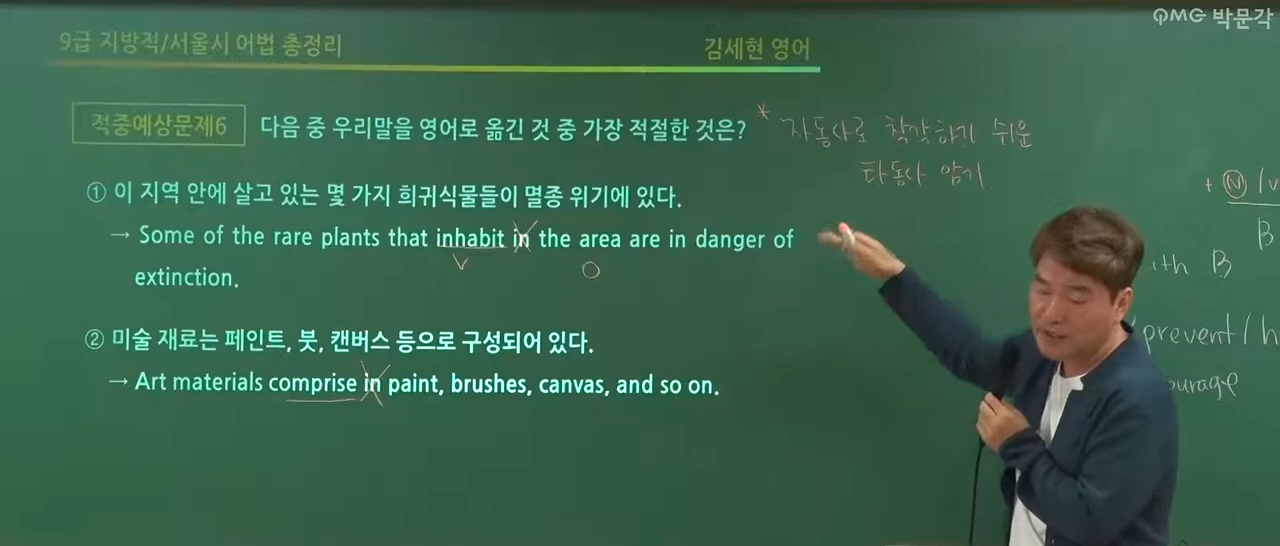 QMG 박문각
9급 지방직/서울시 어법 총정리
김세현 영어
적중예상문제6 다음 중 우리말을 영어로 옮긴 것 중 가장 적절한 것은?
* 자동사로 착각하기 쉬운
타동사 암기
① 이 지역 안에 살고 있는 몇 가지 희귀식물들이 멸종 위기에 있다.
→ Some of the rare plants that inhabit in the area are in danger of
V O
extinction.
② 미술 재료는 페인트, 붓, 캔버스 등으로 구성되어 있다.
→ Art materials comprise in paint, brushes, canvas, and so on.
+ N /
B
with B
prevent /